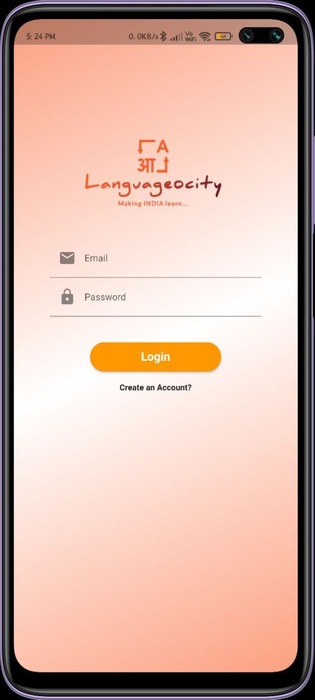 5:24 PM 0.0KB/s Vo WiFi
A
आ
Languageocity
Making INDIA learn...
Email
Password
Login
Create an Account?